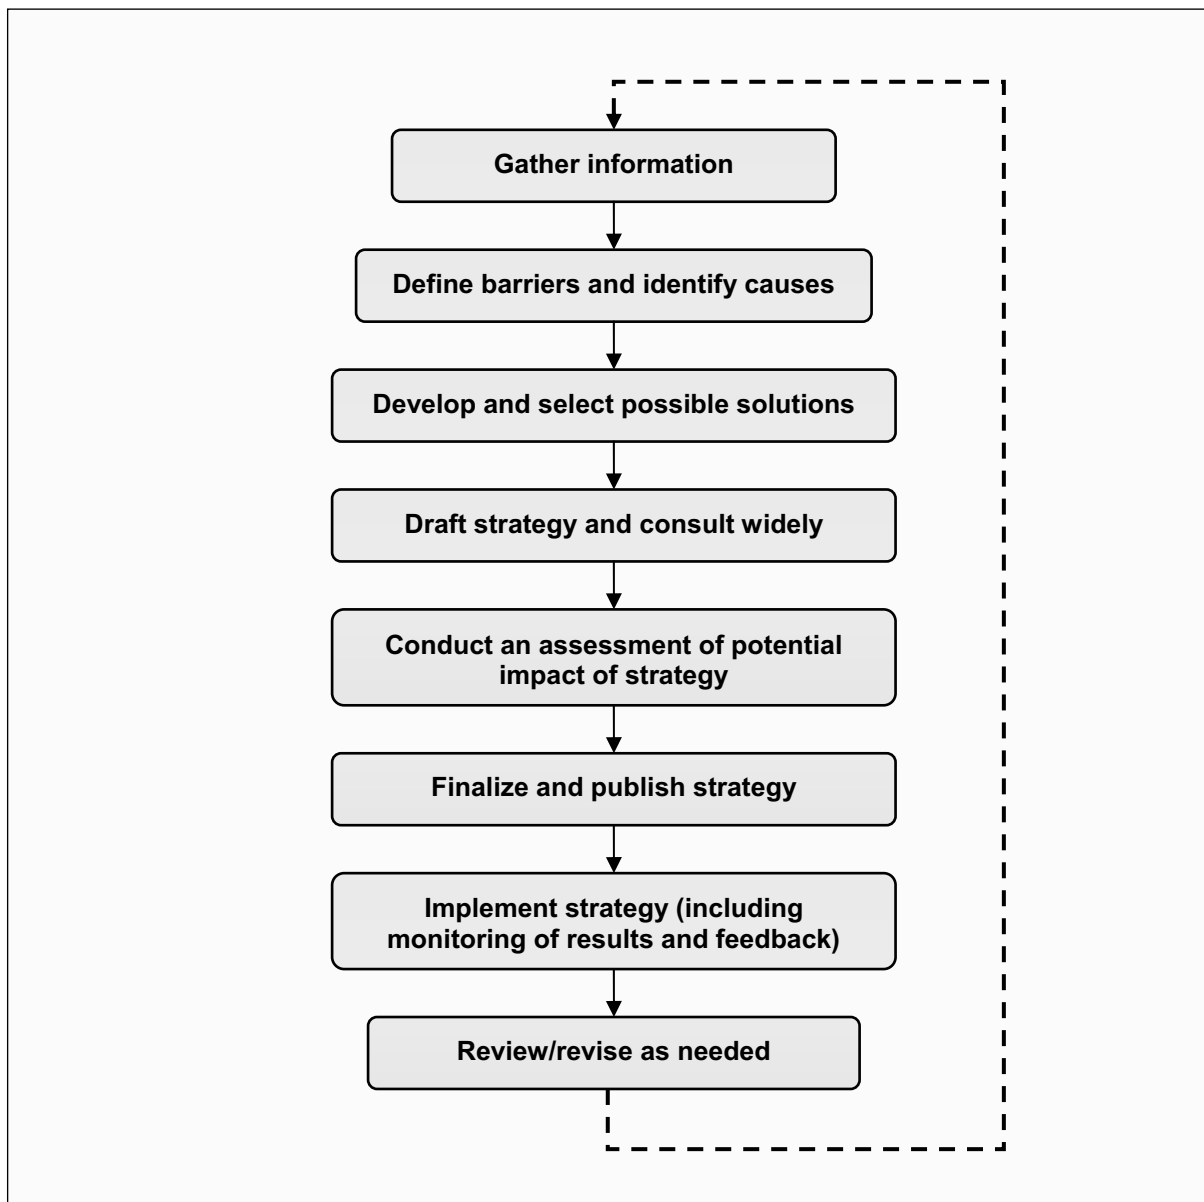 Gather information
Define barriers and identify causes
Develop and select possible solutions
Draft strategy and consult widely
Conduct an assessment of potential
impact of strategy
Finalize and publish strategy
Implement strategy (including
monitoring of results and feedback)
Review/revise as needed